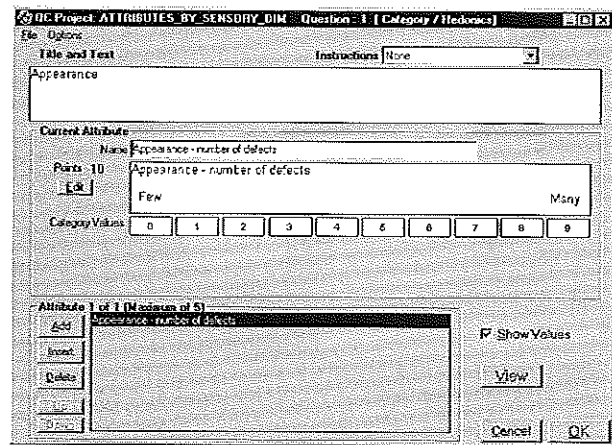 QC Project: ATTRIBUTES_BY_SENSORY_DIM Question : 1 [ Category / Hedonics]
File Options
Title and Text
Instructions None
Appearance
Current Attribute
Name Appearance - number of defects
Points 10
Appearance - number of defects
Edit
Few Many
Category Values 0 1 2 3 4 5 6 7 8 9
Attribute 1 of 1 (Maximum of 5)
Add
Appearance - number of defects
Insert
Show Values
Delete
View
Cancel OK